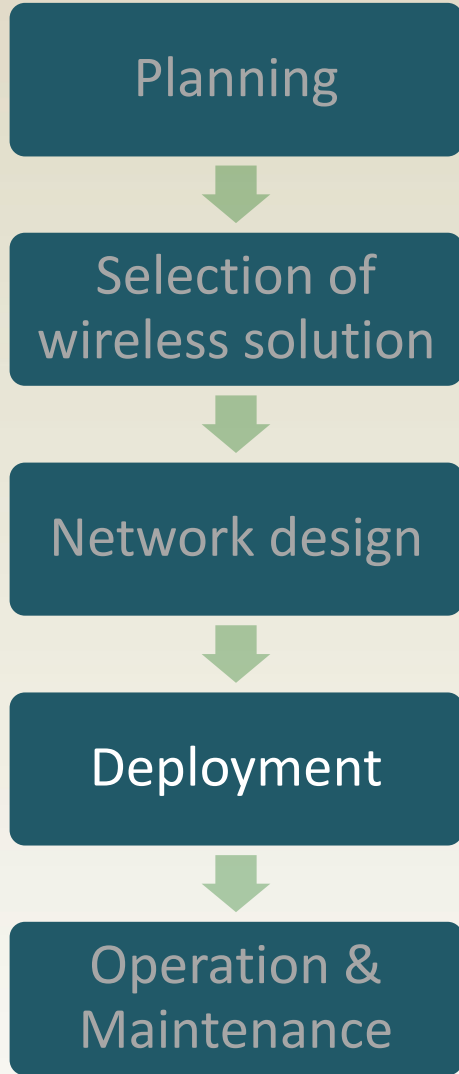 Planning
Selection of
wireless solution
Network design
Deployment
Operation &
Maintenance